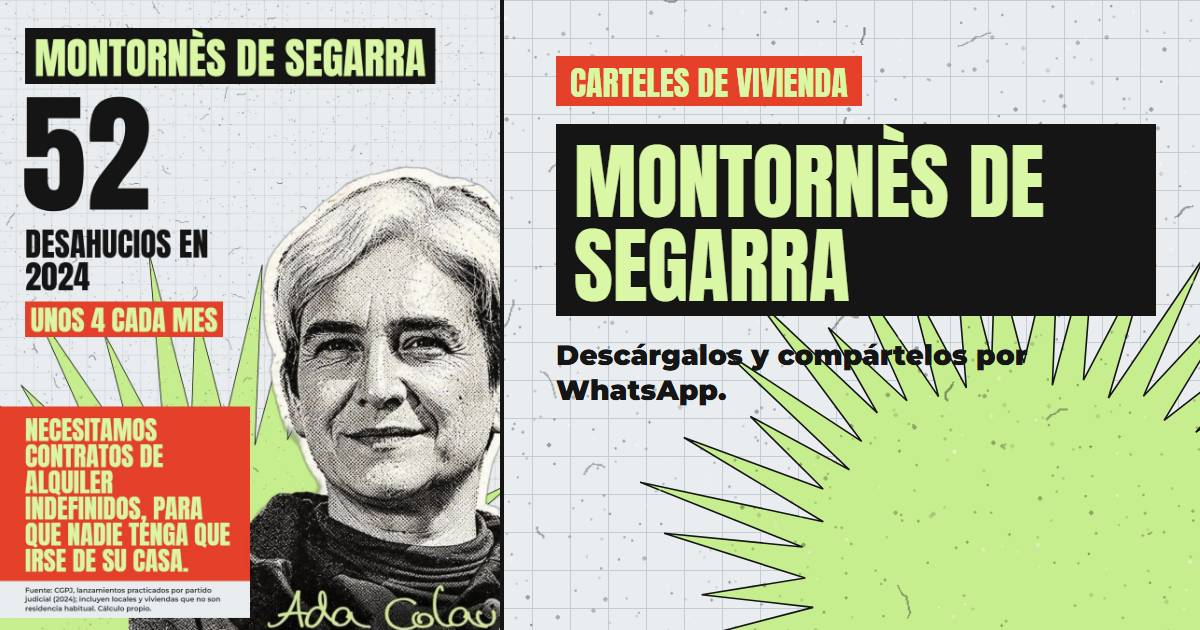 MONTORNÈS DE SEGARRA
52
DESAHUCIOS EN
2024
UNOS 4 CADA MES
NECESITAMOS
CONTRATOS DE
ALQUILER
INDEFINIDOS, PARA
QUE NADIE TENGA QUE
IRSE DE SU CASA.
Fuente: CGPJ, lanzamientos practicados por partido
judicial (2024); incluyen locales y viviendas que no son
residencia habitual. Cálculo propio.
Ada Colau
CARTELES DE VIVIENDA
MONTORNÈS DE
SEGARRA
Descárgalos y compártelos por
WhatsApp.